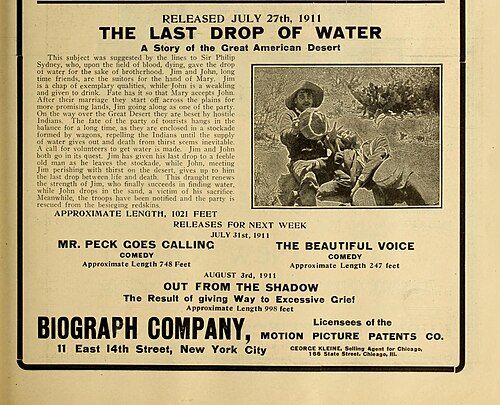 RELEASED JULY 27th, 1911
THE LAST DROP OF WATER
A Story of the Great American Desert
This subject was suggested by the lines to Sir Philip
Sydney, who, upon the field of blood, dying, gave the drop
of water for the sake of brotherhood. Jim and John, long
time friends, are the suitors for the hand of Mary. Jim
is a chap of exemplary qualities, while John is a weakling
and given to drink. Fate has it so that Mary accepts John.
After their marriage they start off across the plains for
more promising lands, Jim going along as one of the party.
On the way over the Great Desert they are beset by hostile
Indians. The fate of the party of tourists hangs in the
balance for a long time, as they are enclosed in a stockade
formed by wagons, repelling the Indians until the supply
of water gives out and death from thirst seems inevitable.
A call for volunteers to get water is made. Jim and John
both go in its quest. Jim has given his last drop to a feeble
old man as he leaves the stockade, while John, meeting
Jim perishing with thirst on the desert, gives up to him
the last drop between life and death. This draught renews
the strength of Jim, who finally succeeds in finding water,
while John drops in the sand, a victim of his sacrifice.
Meanwhile, the troops have been notified and the party is
rescued from the besieging redskins.
APPROXIMATE LENGTH, 1021 FEET
RELEASES FOR NEXT WEEK
JULY 31st, 1911
MR. PECK GOES CALLING
COMEDY
Approximate Length 748 Feet
THE BEAUTIFUL VOICE
COMEDY
Approximate Length 247 feet
AUGUST 3rd, 1911
OUT FROM THE SHADOW
The Result of giving Way to Excessive Grief
Approximate Length 998 feet
BIOGRAPH COMPANY,
Licensees of the
MOTION PICTURE PATENTS CO.
11 East 14th Street, New York City
GEORGE KLEINE, Selling Agent for Chicago,
166 State Street, Chicago, Ill.